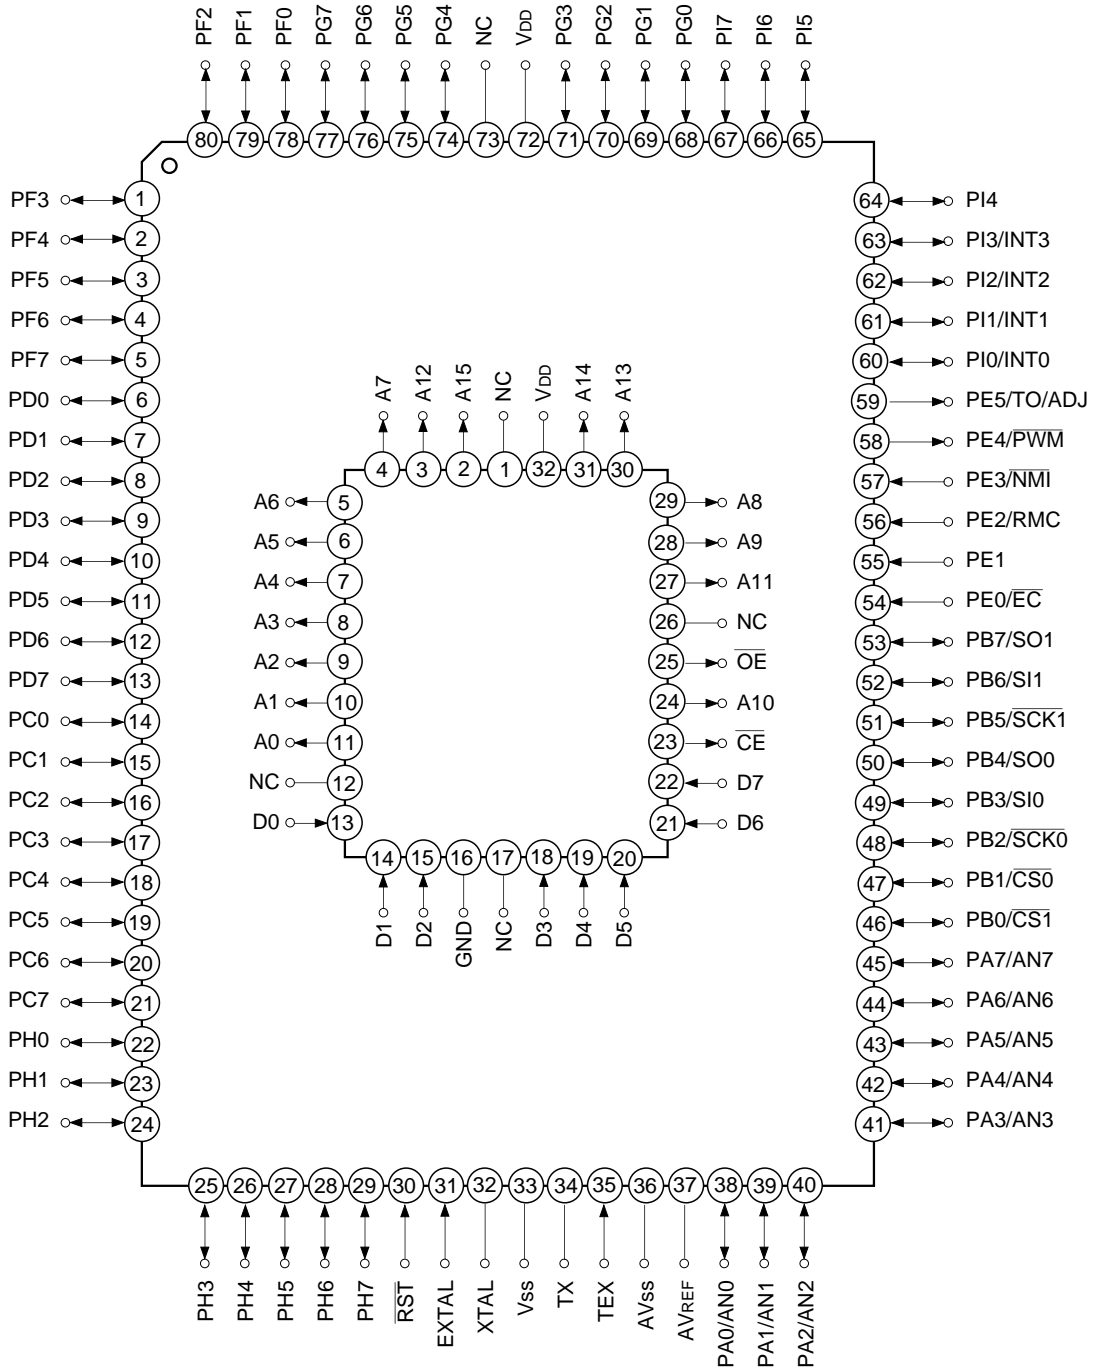 PF2 PF1 PF0 PG7 PG6 PG5 PG4 NC VDD PG3 PG2 PG1 PG0 PI7 PI6 PI5
80 79 78 77 76 75 74 73 72 71 70 69 68 67 66 65
PF3 1
PF4 2
PF5 3
PF6 4
PF7 5
PD0 6
PD1 7
PD2 8
PD3 9
PD4 10
PD5 11
PD6 12
PD7 13
PC0 14
PC1 15
PC2 16
PC3 17
PC4 18
PC5 19
PC6 20
PC7 21
PH0 22
PH1 23
PH2 24
A7 A12 A15 NC VDD A14 A13
4 3 2 1 32 31 30
A6 5
A5 6
A4 7
A3 8
A2 9
A1 10
A0 11
NC 12
D0 13
29 A8
28 A9
27 A11
26 NC
25 OE
24 A10
23 CE
22 D7
21 D6
14 15 16 17 18 19 20
D1 D2 GND NC D3 D4 D5
64 PI4
63 PI3/INT3
62 PI2/INT2
61 PI1/INT1
60 PI0/INT0
59 PE5/TO/ADJ
58 PE4/PWM
57 PE3/NMI
56 PE2/RMC
55 PE1
54 PE0/EC
53 PB7/SO1
52 PB6/SI1
51 PB5/SCK1
50 PB4/SO0
49 PB3/SI0
48 PB2/SCK0
47 PB1/CS0
46 PB0/CS1
45 PA7/AN7
44 PA6/AN6
43 PA5/AN5
42 PA4/AN4
41 PA3/AN3
25 26 27 28 29 30 31 32 33 34 35 36 37 38 39 40
PH3 PH4 PH5 PH6 PH7 RST EXTAL XTAL Vss TX TEX AVss AVREF PA0/AN0 PA1/AN1 PA2/AN2